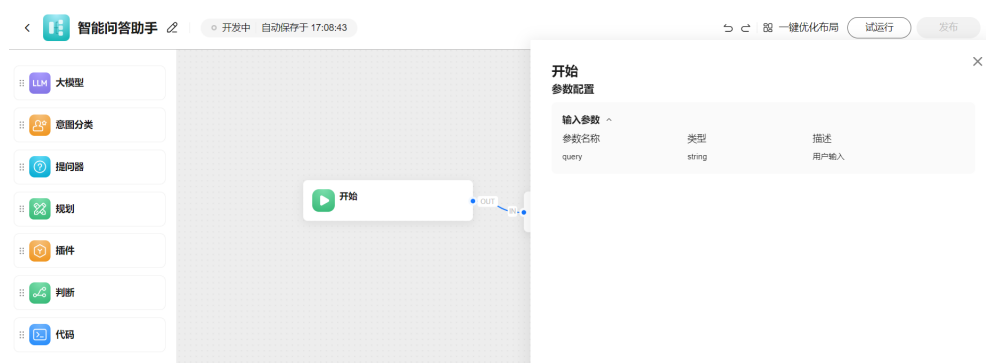 智能问答助手
开发中 自动保存于 17:08:43
一键优化布局
试运行
发布
LLM 大模型
意图分类
提问器
规划
插件
判断
代码
开始
OUT
IN
开始
参数配置
输入参数
参数名称 类型 描述
query string 用户输入